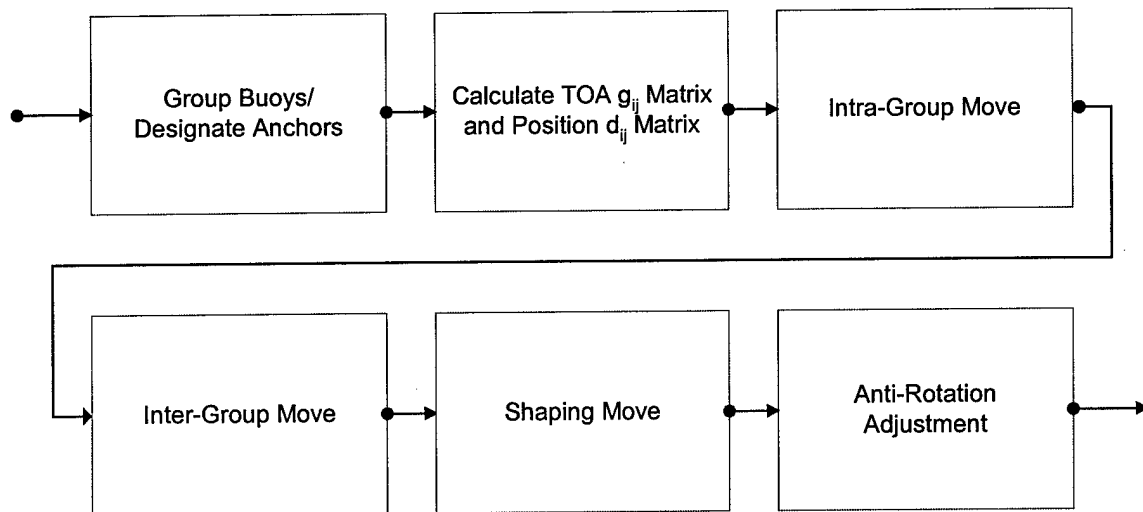 Group Buoys/
Designate Anchors
Calculate TOA gij Matrix
and Position dij Matrix
Intra-Group Move
Inter-Group Move
Shaping Move
Anti-Rotation
Adjustment